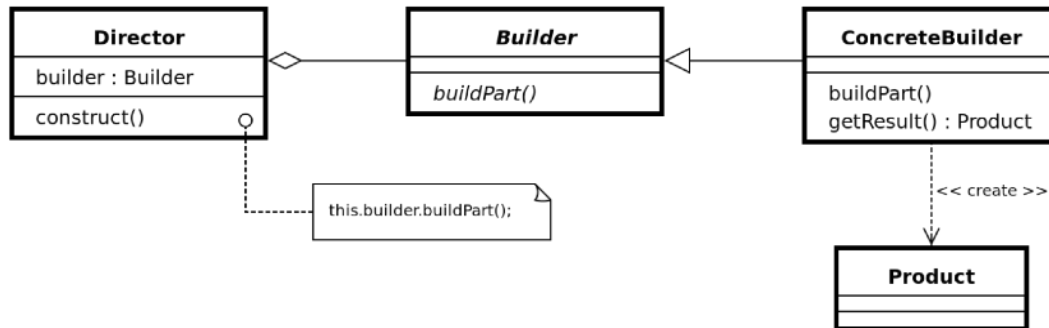 Director
builder : Builder
construct()
Builder
buildPart()
ConcreteBuilder
buildPart()
getResult() : Product
this.builder.buildPart();
<< create >>
Product